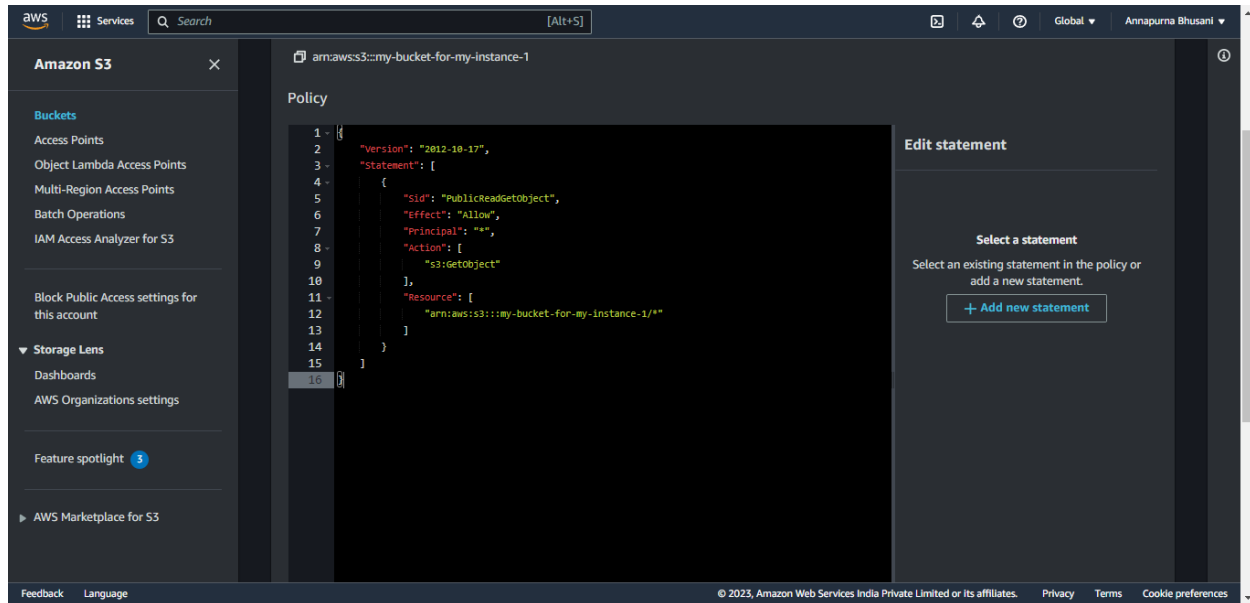 aws
Services
Search
[Alt+S]
Global
Annapurna Bhusani
Amazon S3
Buckets
Access Points
Object Lambda Access Points
Multi-Region Access Points
Batch Operations
IAM Access Analyzer for S3
Block Public Access settings for
this account
Storage Lens
Dashboards
AWS Organizations settings
Feature spotlight 3
AWS Marketplace for S3
arn:aws:s3:::my-bucket-for-my-instance-1
Policy
1 {
2 "Version": "2012-10-17",
3 "Statement": [
4 {
5 "Sid": "PublicReadGetObject",
6 "Effect": "Allow",
7 "Principal": "*",
8 "Action": [
9 "s3:GetObject"
10 ],
11 "Resource": [
12 "arn:aws:s3:::my-bucket-for-my-instance-1/*"
13 ]
14 }
15 ]
16 }
Edit statement
Select a statement
Select an existing statement in the policy or
add a new statement.
+ Add new statement
Feedback
Language
© 2023, Amazon Web Services India Private Limited or its affiliates.
Privacy
Terms
Cookie preferences